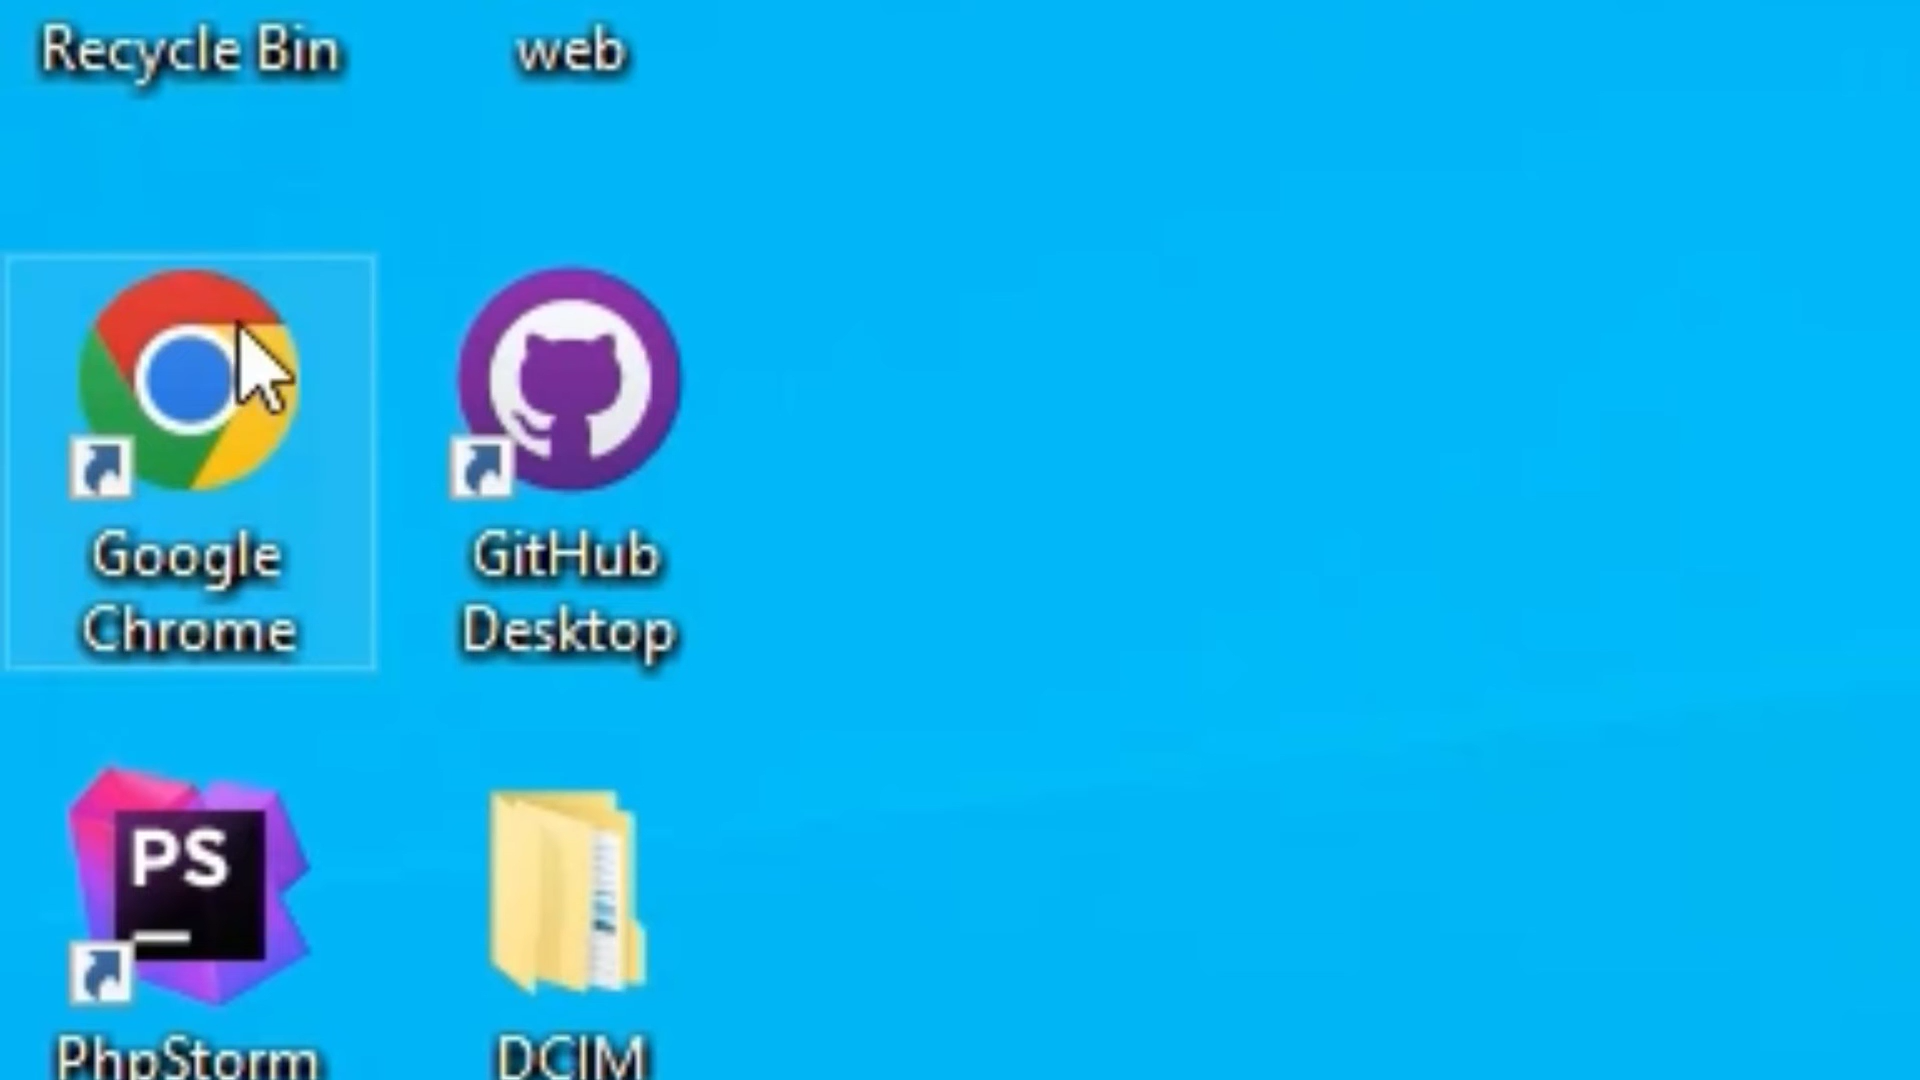 Recycle Bin
web
Google
Chrome
GitHub
Desktop
PS
PhpStorm
DCIM